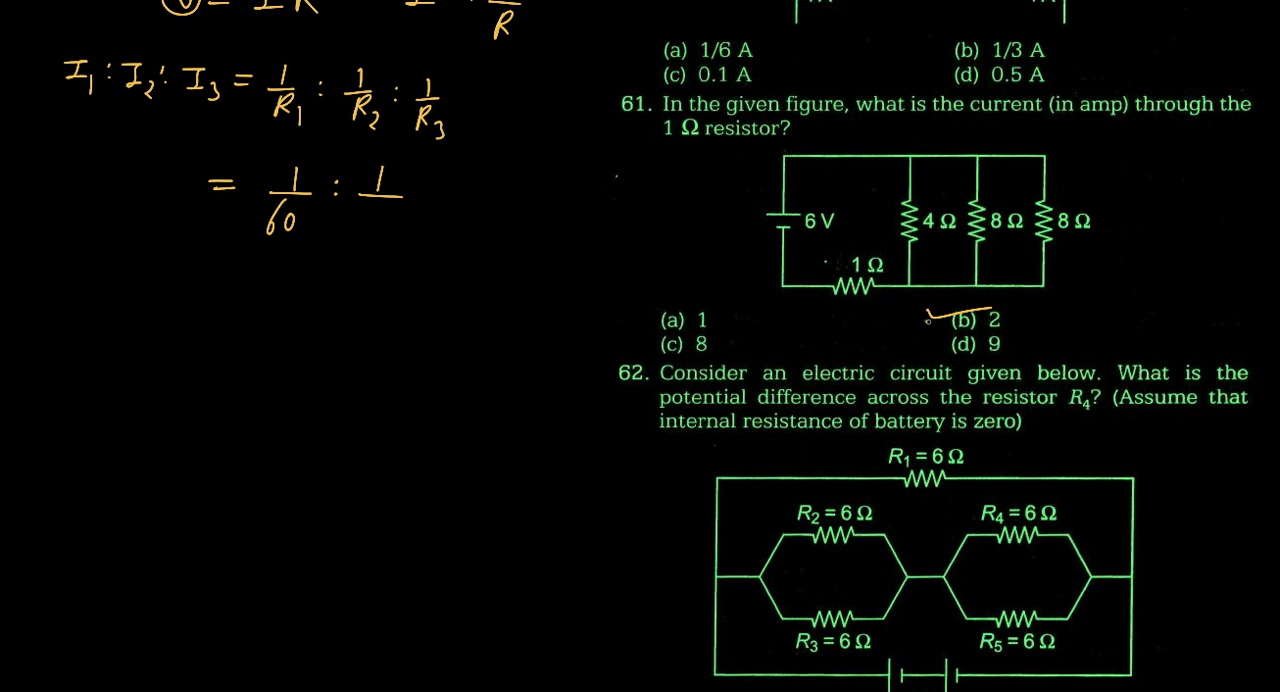 I₁ : I₂ : I₃ = 1/R₁ : 1/R₂ : 1/R₃
= 1/60 : 1
(a) 1/6 A (b) 1/3 A
(c) 0.1 A (d) 0.5 A
61. In the given figure, what is the current (in amp) through the
1 Ω resistor?
6 V 4 Ω 8 Ω 8 Ω
1 Ω
(a) 1 (b) 2
(c) 8 (d) 9
62. Consider an electric circuit given below. What is the
potential difference across the resistor R₄? (Assume that
internal resistance of battery is zero)
R₁ = 6 Ω
R₂ = 6 Ω R₄ = 6 Ω
R₃ = 6 Ω R₅ = 6 Ω